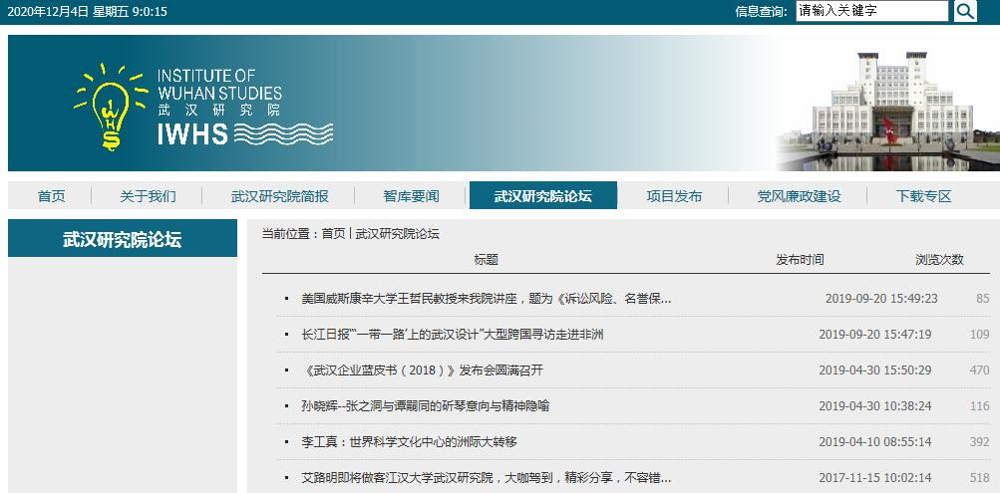 2020年12月4日 星期五 9:0:15 信息查询: 请输入关键字
INSTITUTE OF
WUHAN STUDIES
武汉研究院
IWHS
首页 关于我们 武汉研究院简报 智库要闻 武汉研究院论坛 项目发布 党风廉政建设 下载专区
武汉研究院论坛
当前位置：首页 | 武汉研究院论坛
标题 发布时间 浏览次数
美国威斯康辛大学王哲民教授来我院讲座，题为《诉讼风险、名誉保... 2019-09-20 15:49:23 85
长江日报“‘一带一路’上的武汉设计”大型跨国寻访走进非洲 2019-09-20 15:47:19 109
《武汉企业蓝皮书（2018）》发布会圆满召开 2019-04-30 15:50:29 470
孙晓辉--张之洞与谭嗣同的斫琴意向与精神隐喻 2019-04-30 10:38:24 116
李工真：世界科学文化中心的洲际大转移 2019-04-10 08:55:14 392
艾路明即将做客江汉大学武汉研究院，大咖驾到，精彩分享，不容错... 2017-11-15 10:02:14 518